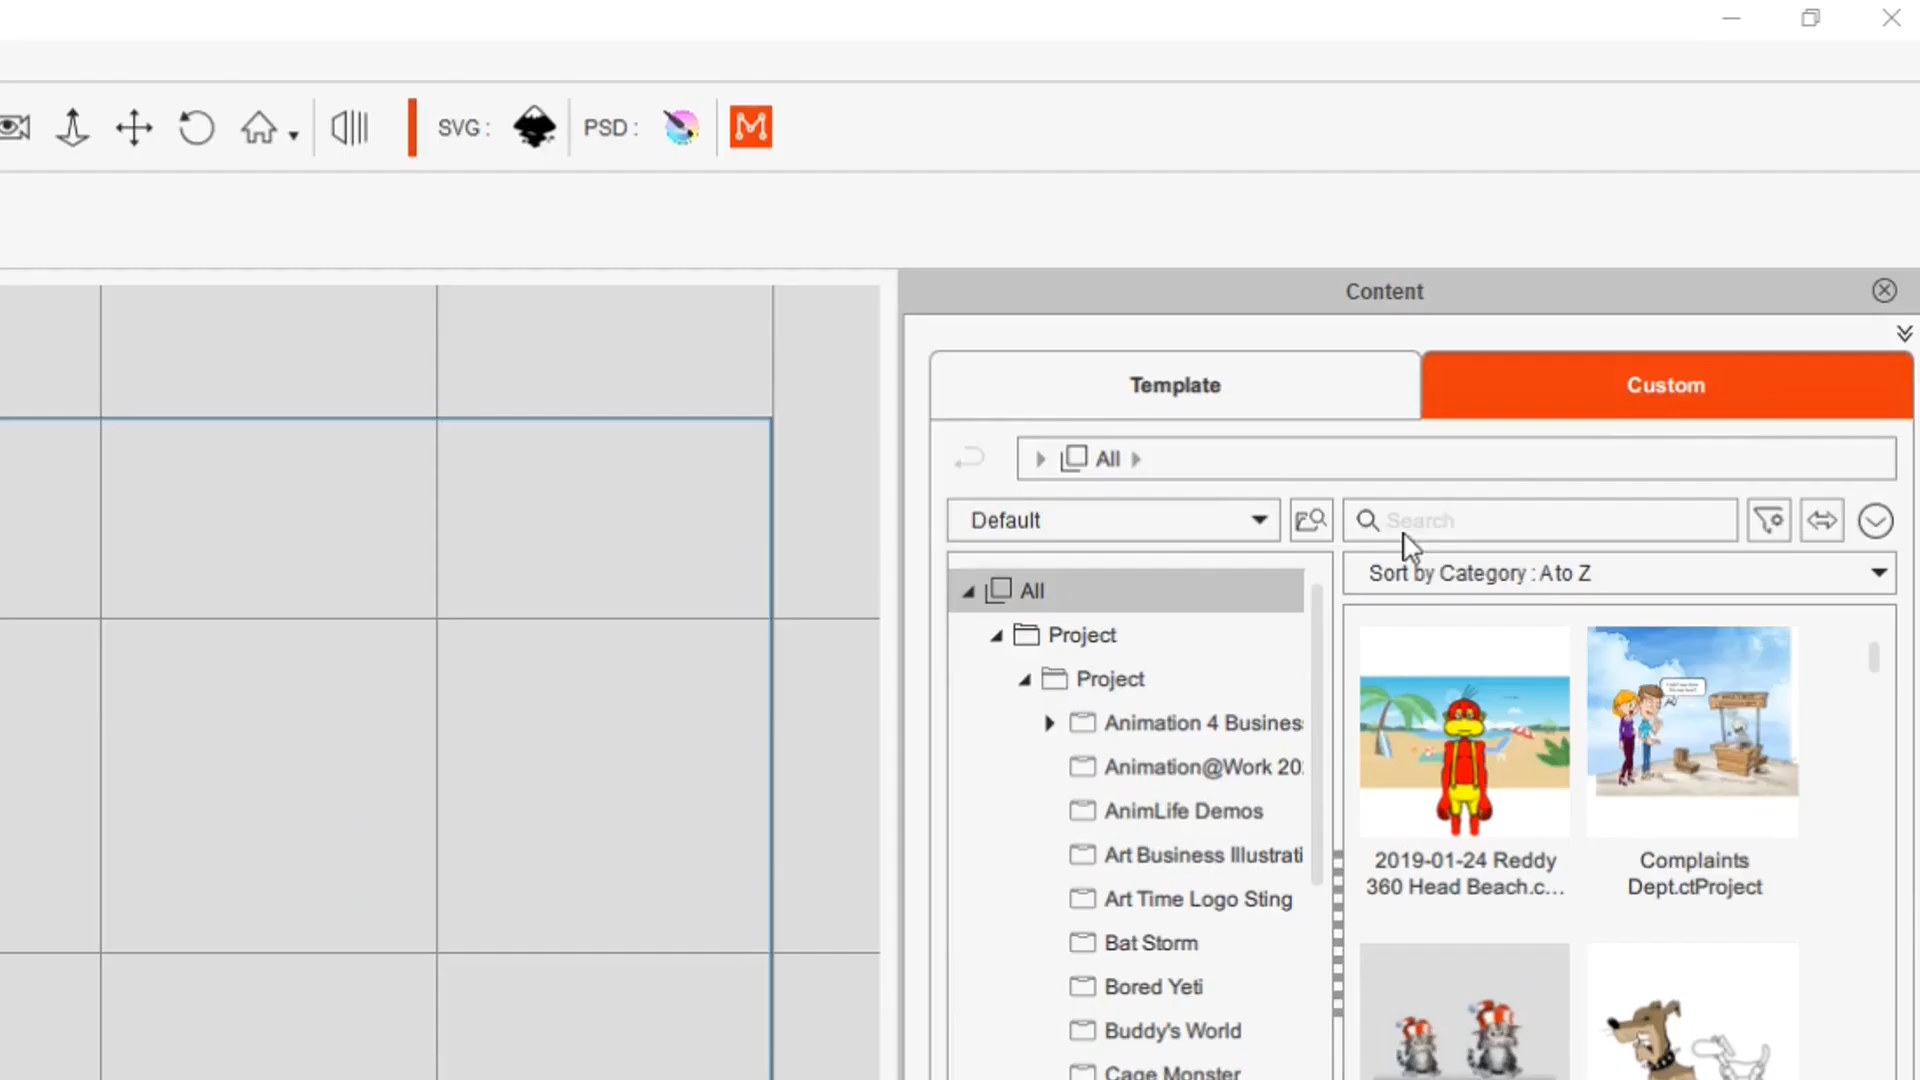 SVG :
PSD :
Content
Template
Custom
All
Default
Search
Sort by Category : A to Z
All
Project
Project
Animation 4 Busines
Animation@Work 20
AnimLife Demos
Art Business Illustrati
Art Time Logo Sting
Bat Storm
Bored Yeti
Buddy's World
Cage Monster
2019-01-24 Reddy
360 Head Beach.c...
Complaints
Dept.ctProject